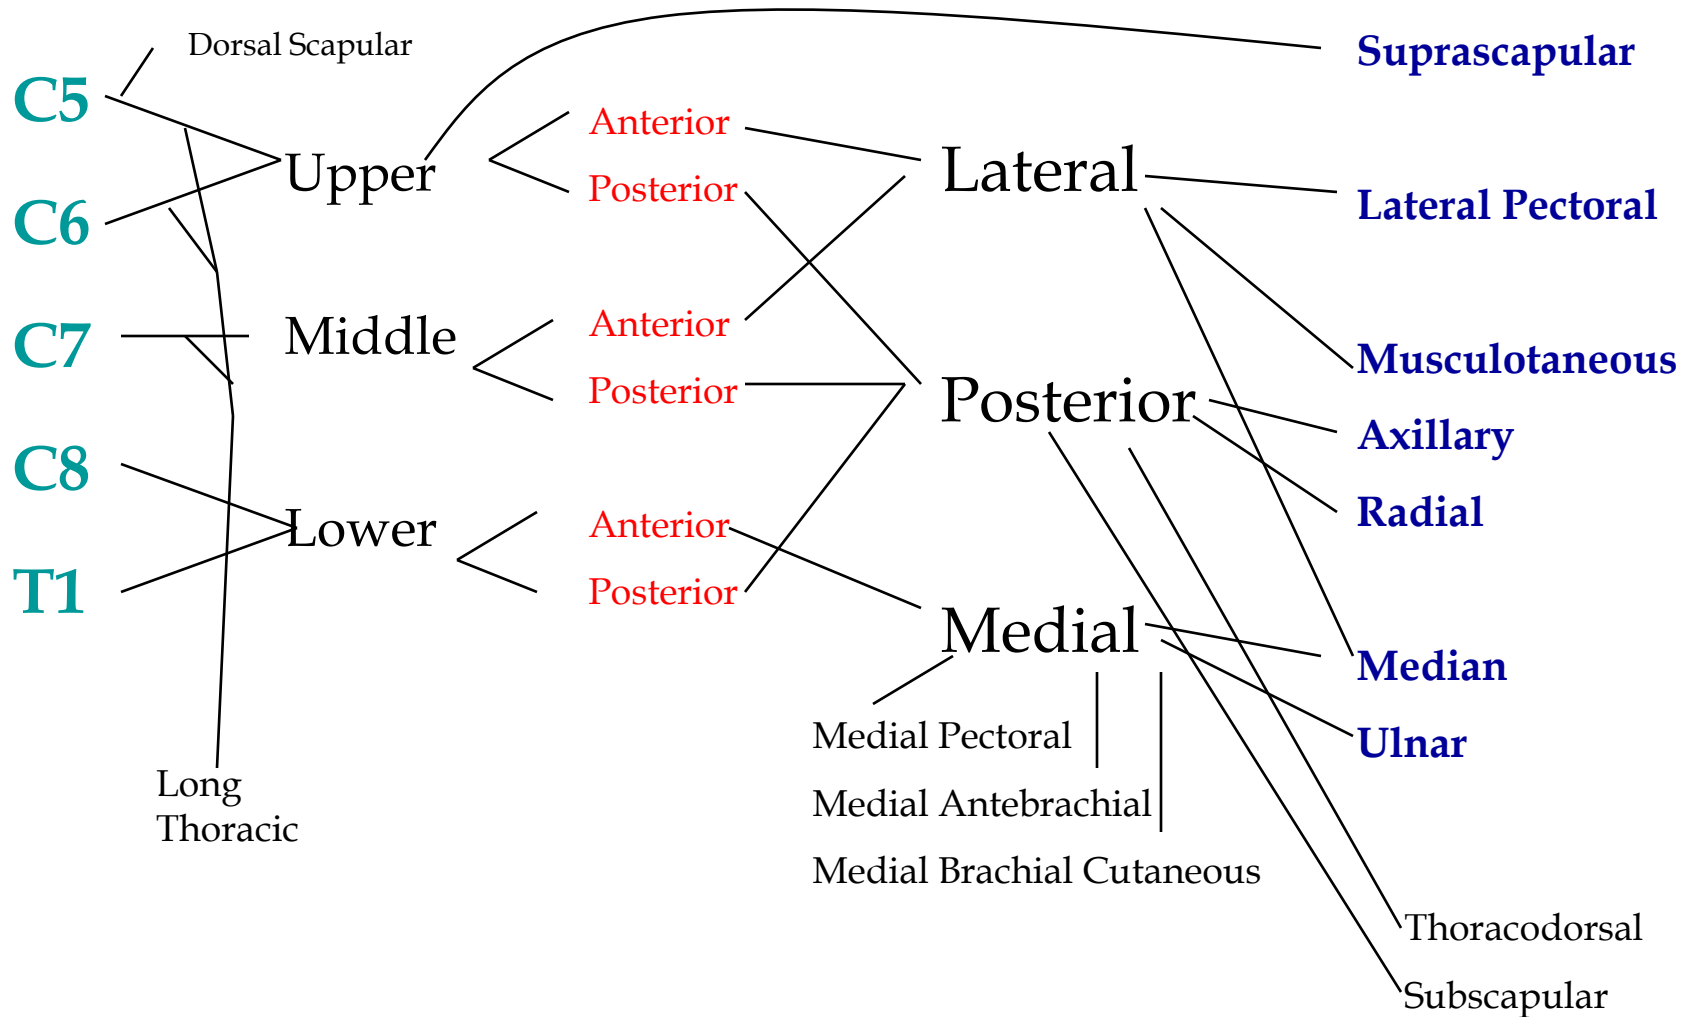 Dorsal Scapular
Suprascapular
C5
Anterior
Upper
Lateral
Posterior
Lateral Pectoral
C6
Anterior
Middle
C7
Musculotaneous
Posterior
Posterior
Axillary
C8
Radial
Anterior
Lower
T1
Posterior
Medial
Median
Medial Pectoral
Ulnar
Long
Thoracic
Medial Antebrachial
Medial Brachial Cutaneous
Thoracodorsal
Subscapular